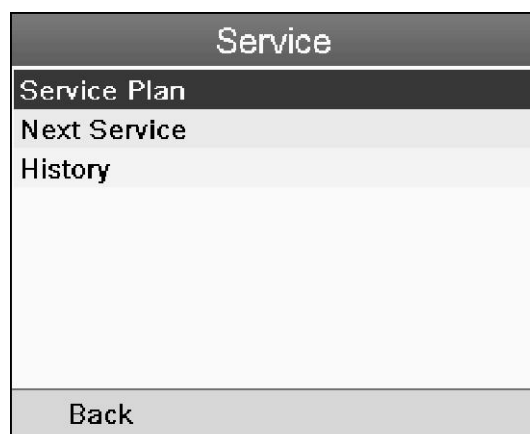 Service
Service Plan
Next Service
History
Back